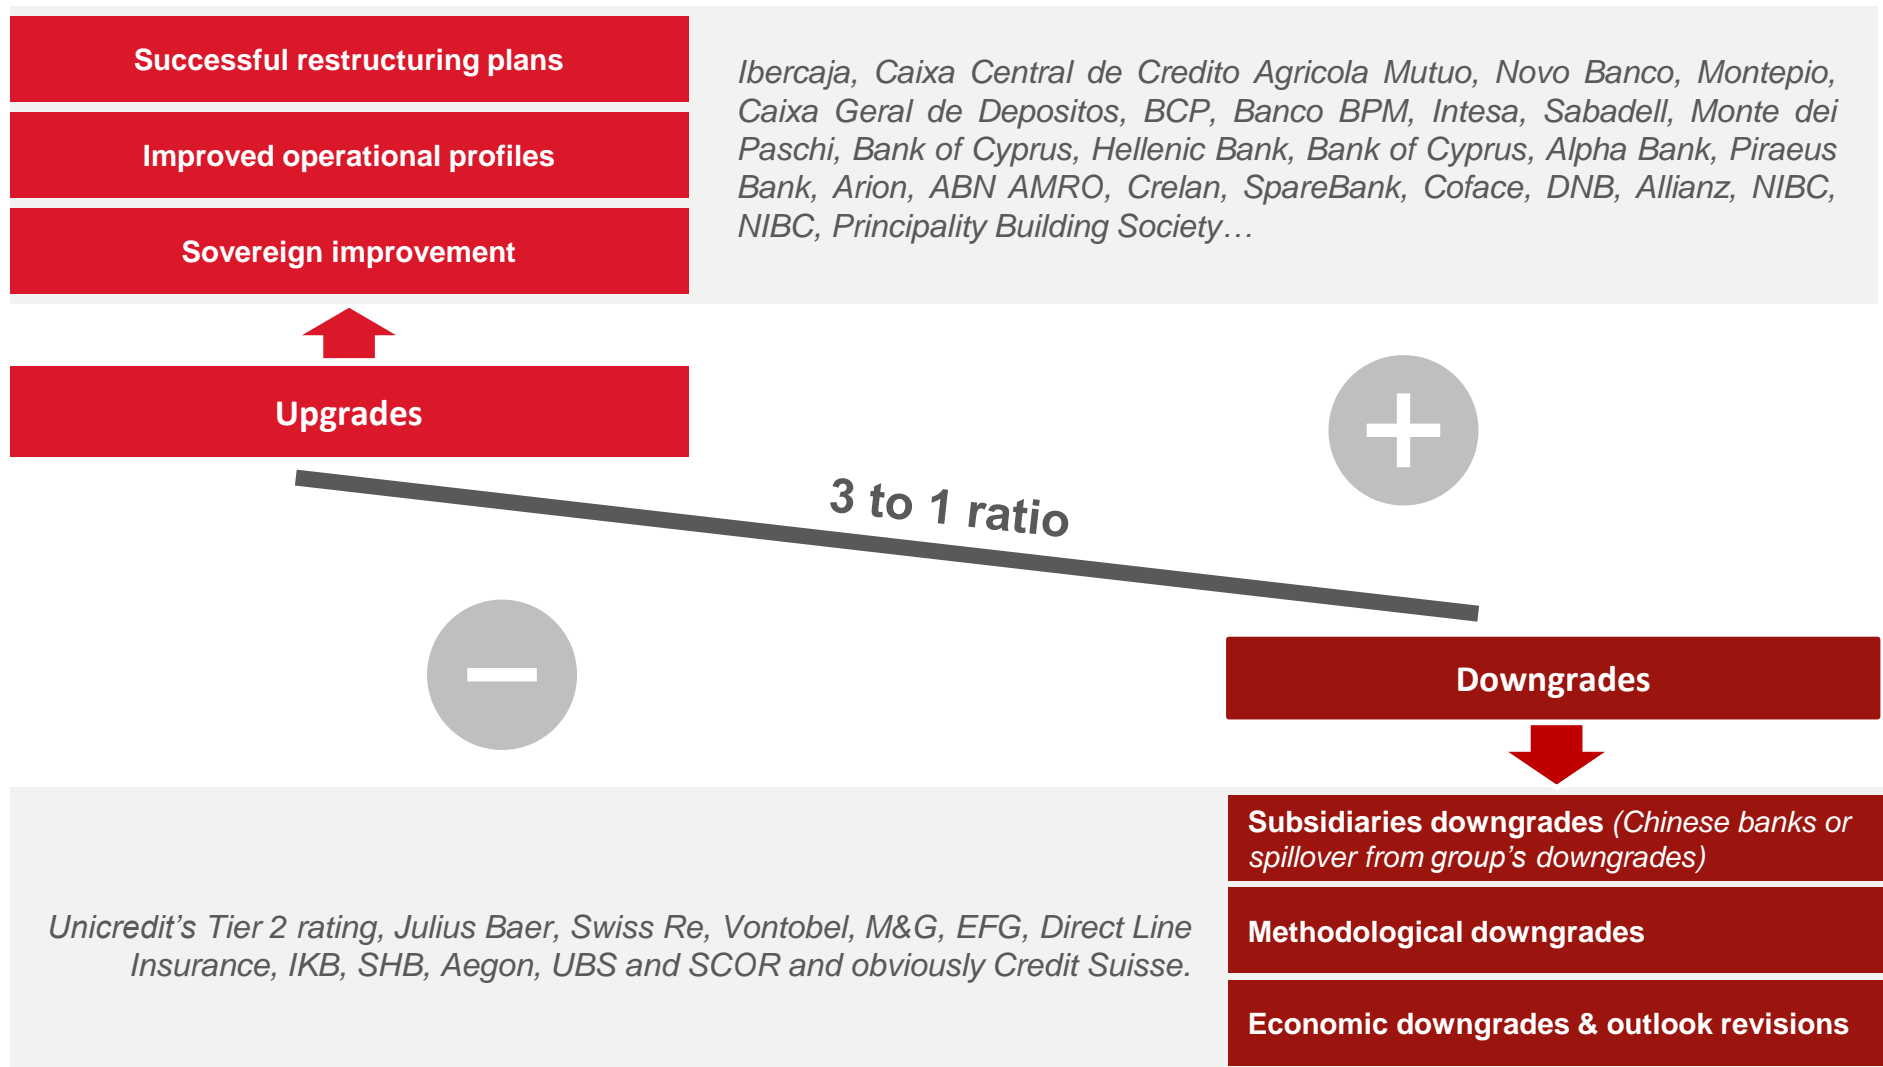 Successful restructuring plans
Improved operational profiles
Sovereign improvement
Ibercaja, Caixa Central de Credito Agricola Mutuo, Novo Banco, Montepio,
Caixa Geral de Depositos, BCP, Banco BPM, Intesa, Sabadell, Monte dei
Paschi, Bank of Cyprus, Hellenic Bank, Bank of Cyprus, Alpha Bank, Piraeus
Bank, Arion, ABN AMRO, Crelan, SpareBank, Coface, DNB, Allianz, NIBC,
NIBC, Principality Building Society…
Upgrades
3 to 1 ratio
Downgrades
Unicredit's Tier 2 rating, Julius Baer, Swiss Re, Vontobel, M&G, EFG, Direct Line
Insurance, IKB, SHB, Aegon, UBS and SCOR and obviously Credit Suisse.
Subsidiaries downgrades (Chinese banks or
spillover from group's downgrades)
Methodological downgrades
Economic downgrades & outlook revisions